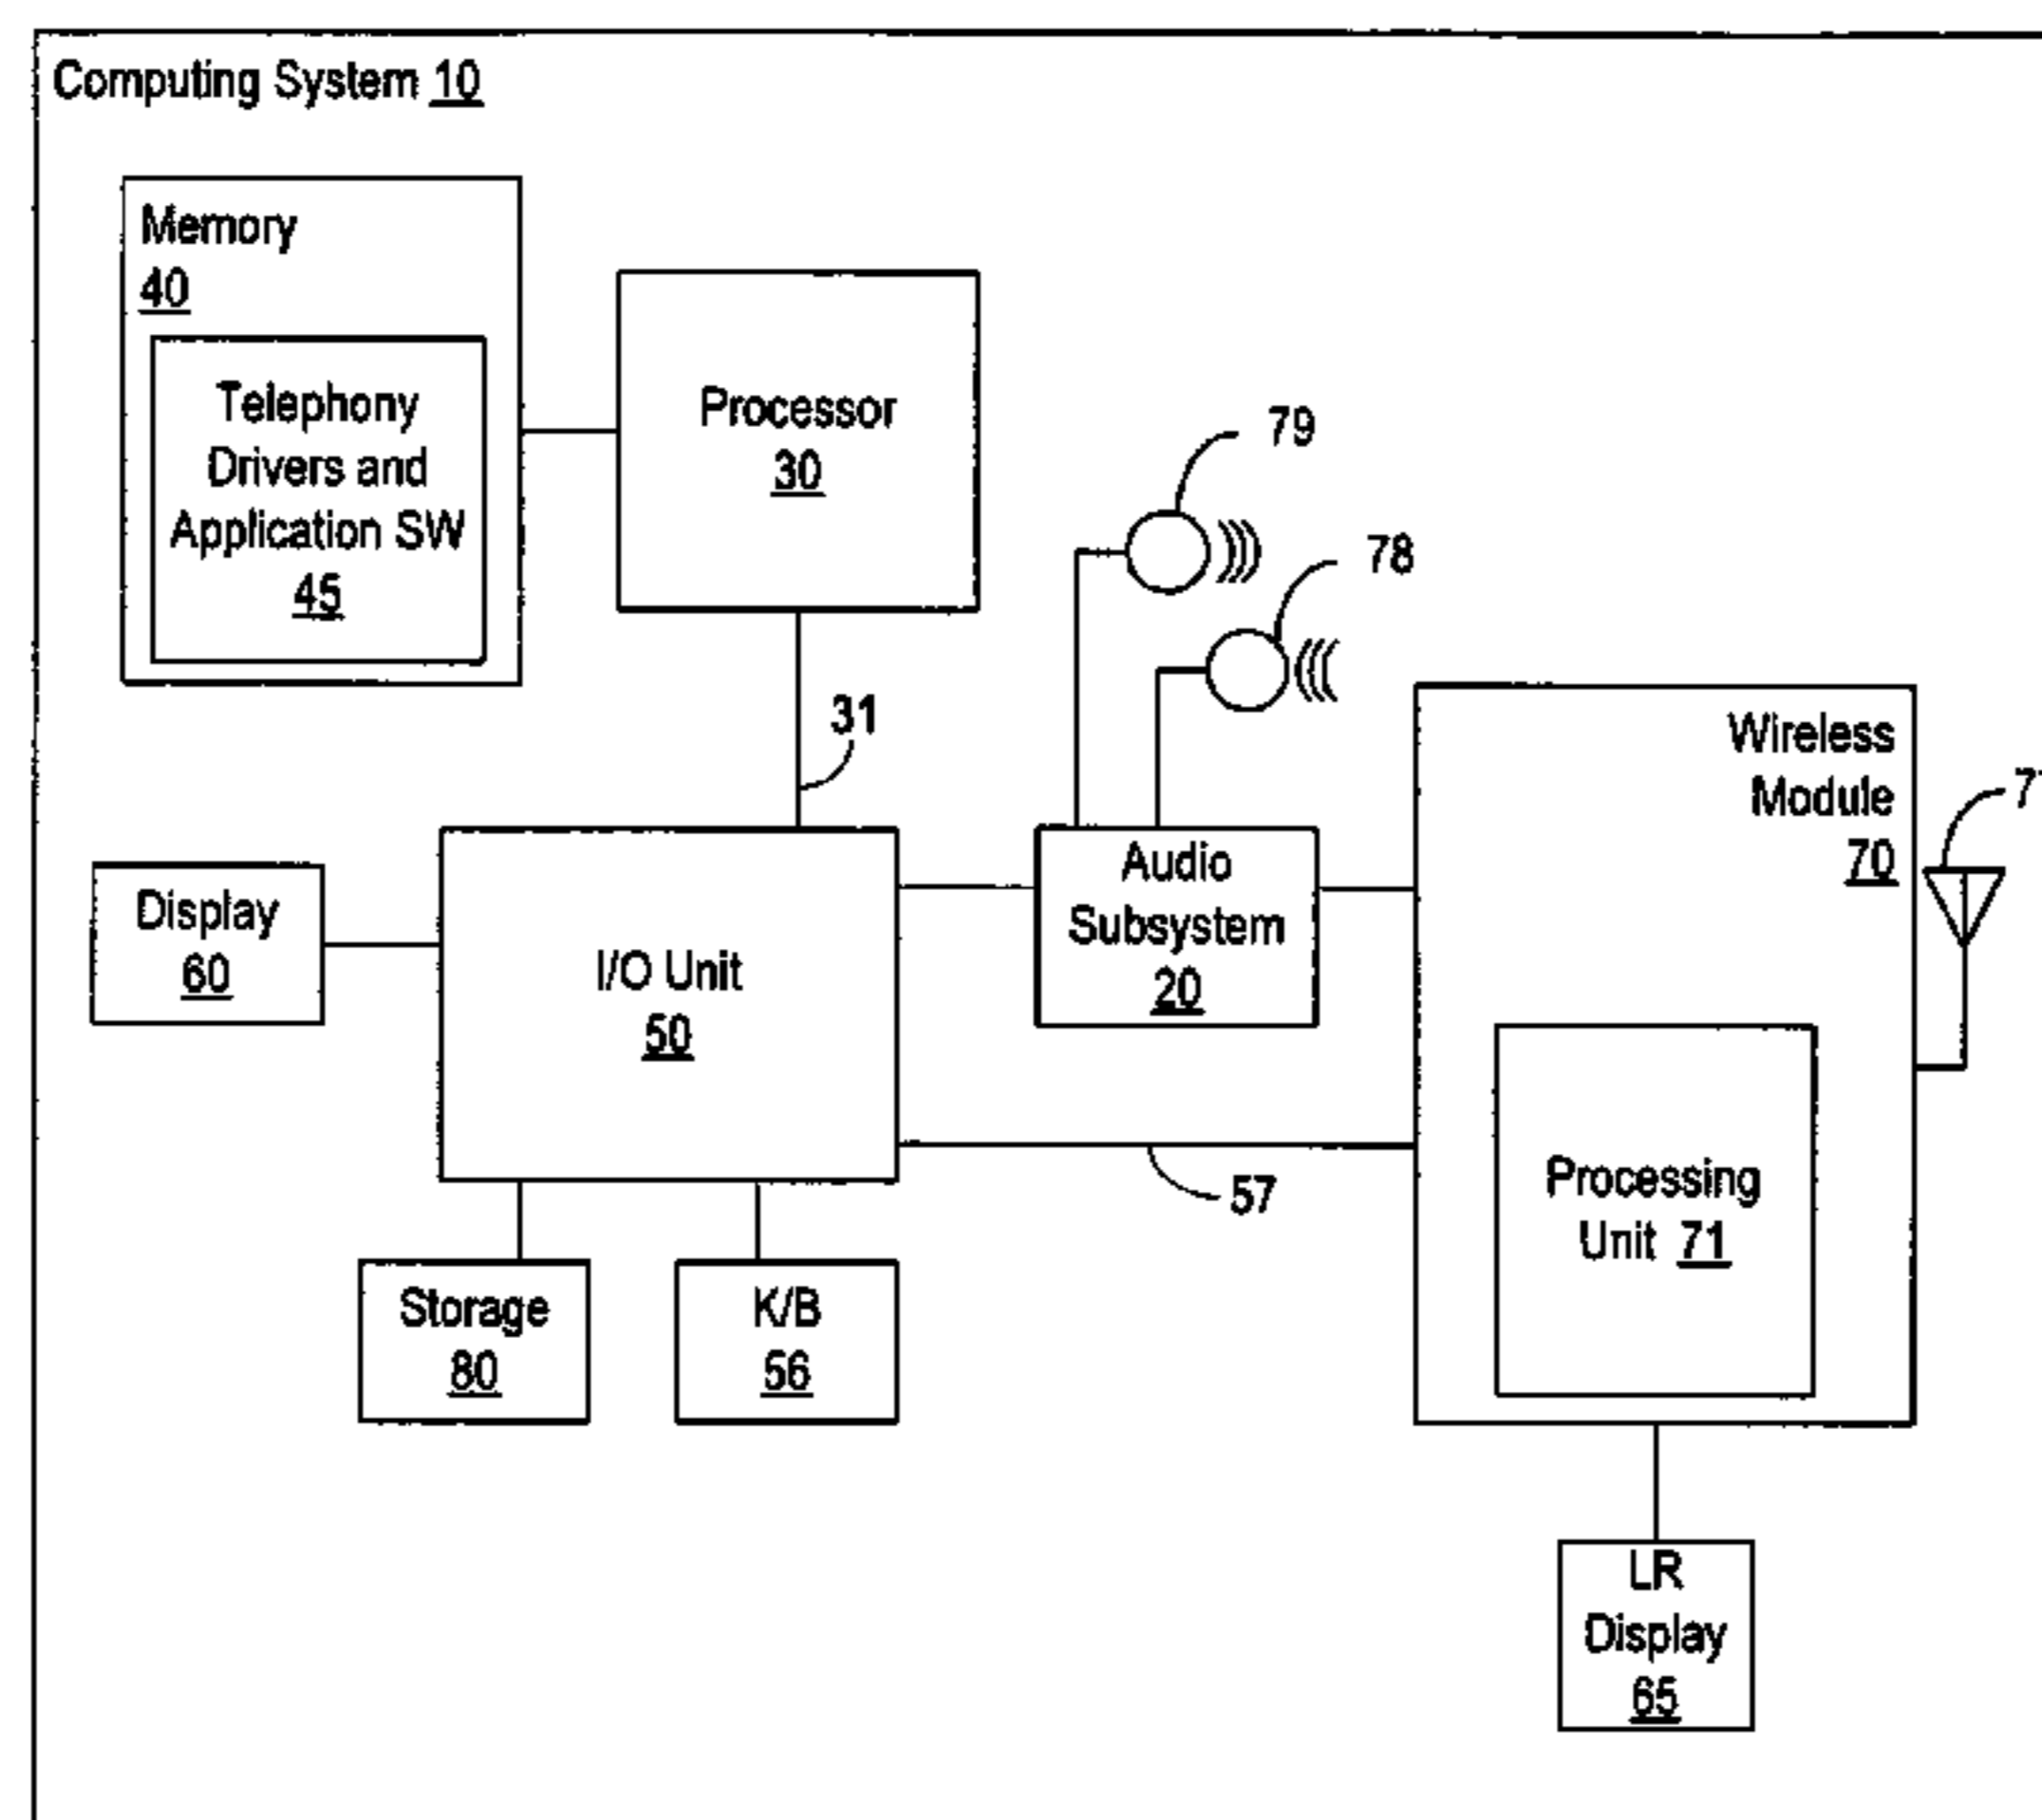 Computing System 10
Memory
40
Telephony
Drivers and
Application SW
45
Processor
30
79
78
31
Wireless
Module
70
Audio
Subsystem
20
Display
60
I/O Unit
50
57
Processing
Unit 71
Storage
80
K/B
56
LR
Display
65